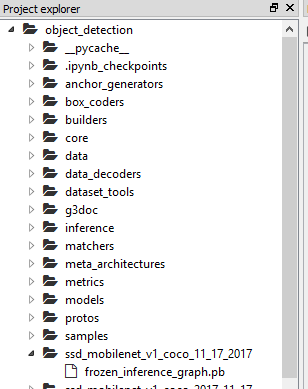 Project explorer
object_detection
__pycache__
.ipynb_checkpoints
anchor_generators
box_coders
builders
core
data
data_decoders
dataset_tools
g3doc
inference
matchers
meta_architectures
metrics
models
protos
samples
ssd_mobilenet_v1_coco_11_17_2017
frozen_inference_graph.pb